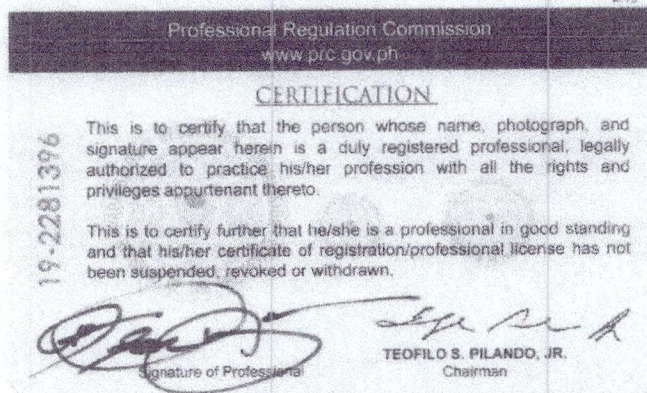 Professional Regulation Commission
www.prc.gov.ph
CERTIFICATION
19-2281396
This is to certify that the person whose name, photograph, and
signature appear herein is a duly registered professional, legally
authorized to practice his/her profession with all the rights and
privileges appurtenant thereto.
This is to certify further that he/she is a professional in good standing
and that his/her certificate of registration/professional license has not
been suspended, revoked or withdrawn.
Signature of Professional
TEOFILO S. PILANDO, JR.
Chairman